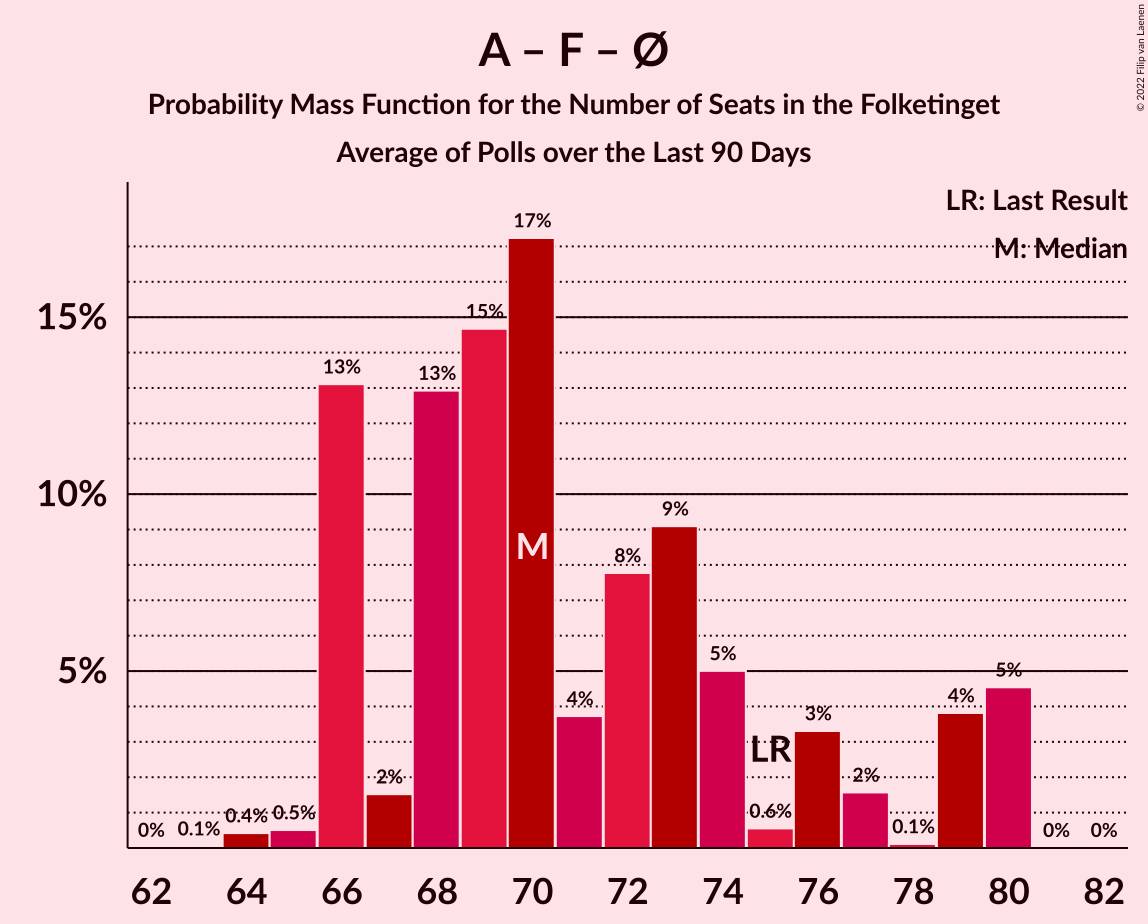 A – F – Ø
Probability Mass Function for the Number of Seats in the Folketinget
Average of Polls over the Last 90 Days
© 2022 Filip van Laenen
LR: Last Result
M: Median
15%
10%
5%
0%
0.1%
0.4%
0.5%
13%
2%
13%
15%
17%
M
4%
8%
9%
5%
LR
0.6%
3%
2%
0.1%
4%
5%
0%
0%
62 64 66 68 70 72 74 76 78 80 82